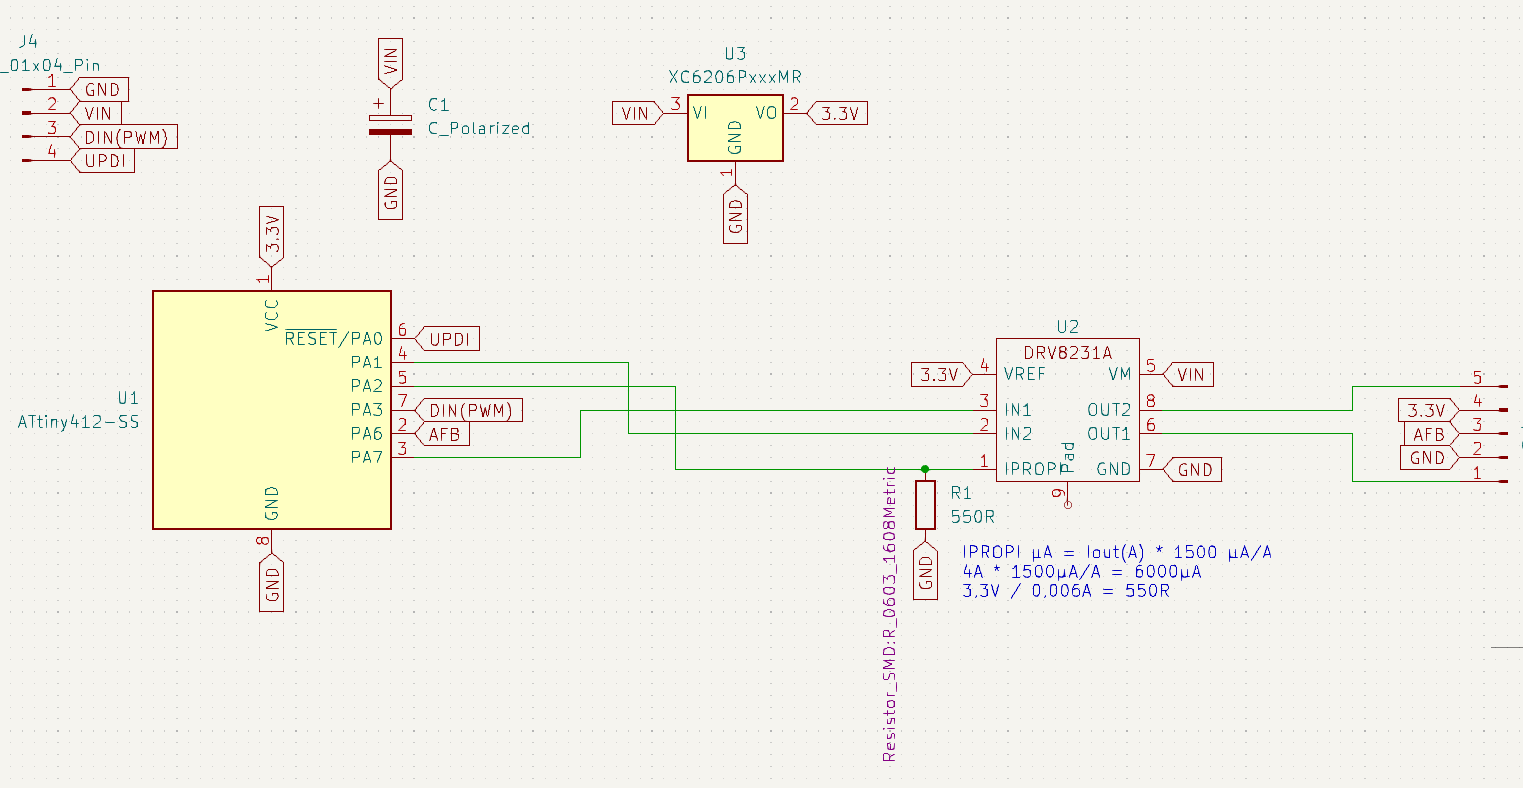 J4
_01x04_Pin
1 GND
2 VIN
3 DIN(PWM)
4 UPDI
VIN
+
C1
C_Polarized
GND
U3
XC6206PxxxMR
VIN 3 VI VO 2 3.3V
GND
1
GND
3.3V
1
VCC
RESET/PA0 6 UPDI
PA1 4
PA2 5
PA3 7 DIN(PWM)
PA6 2 AFB
PA7 3
U1
ATtiny412-SS
GND
8
GND
U2
DRV8231A
3.3V 4 VREF VM 5 VIN
3 IN1 OUT2 8
2 IN2 OUT1 6
1 IPROPI GND 7 GND
Pad
9
R1
550R
GND
Resistor_SMD:R_0603_1608Metric
IPROPI µA = Iout(A) * 1500 µA/A
4A * 1500µA/A = 6000µA
3,3V / 0,006A = 550R
5
3.3V 4
AFB 3
GND 2
1